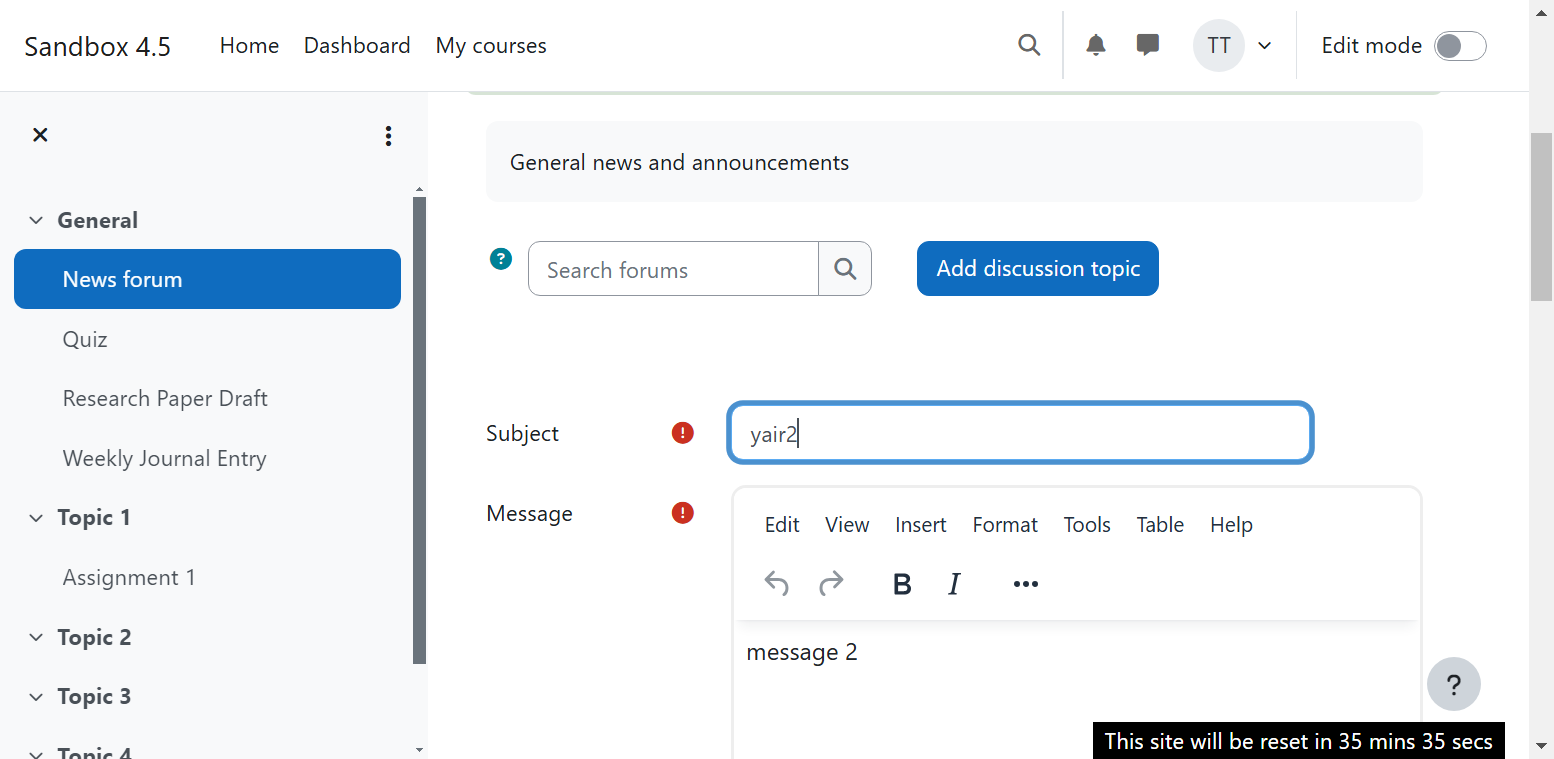 Sandbox 4.5 Home Dashboard My courses TT Edit mode
General
News forum
Quiz
Research Paper Draft
Weekly Journal Entry
Topic 1
Assignment 1
Topic 2
Topic 3
Topic 4
General news and announcements
? Search forums Add discussion topic
Subject ! yair2
Message !
Edit View Insert Format Tools Table Help
B I
message 2
?
This site will be reset in 35 mins 35 secs